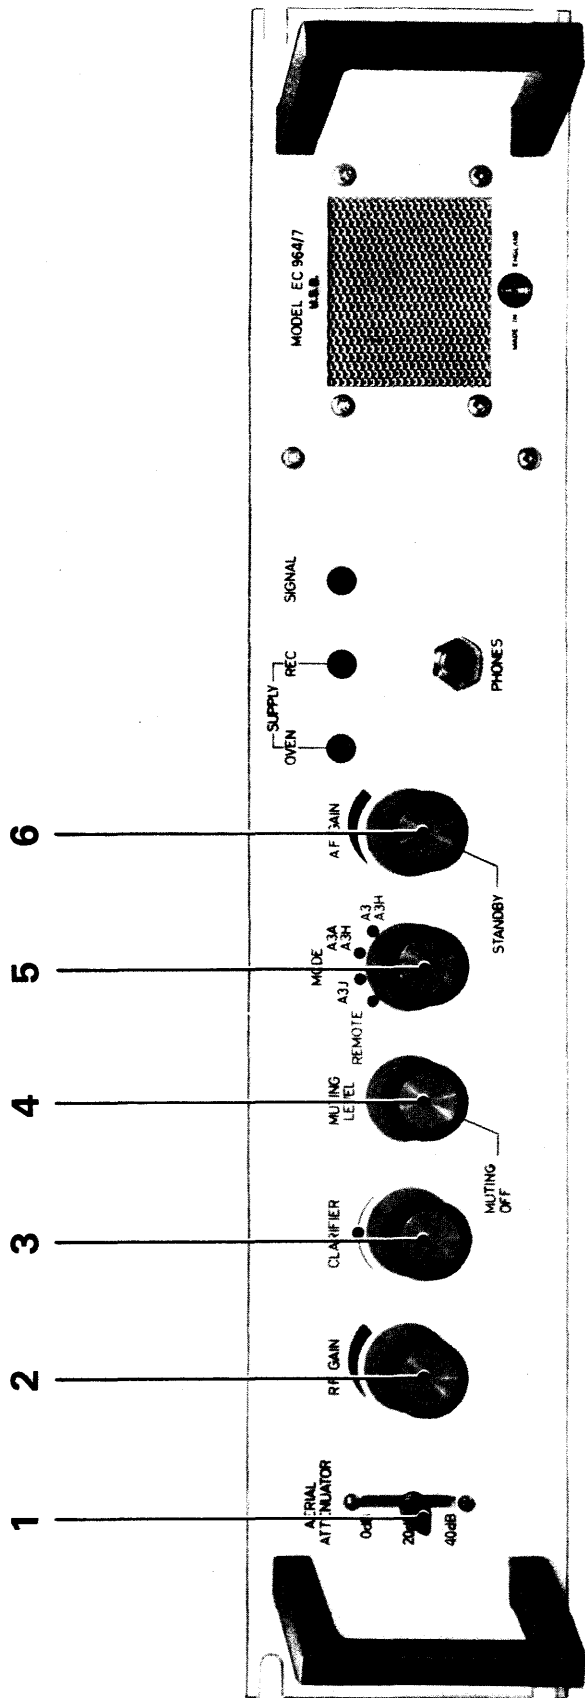 1
2
3
4
5
6
AERIAL
ATTENUATOR
0dB
20dB
40dB
RF GAIN
CLARIFIER
MUTING
LEVEL
MUTING
OFF
MODE
REMOTE
A3J
A3A
A3H
A3
A3H
AF GAIN
STANDBY
SUPPLY
OVEN
REC
SIGNAL
PHONES
MODEL EC 964/7
MADE IN ENGLAND